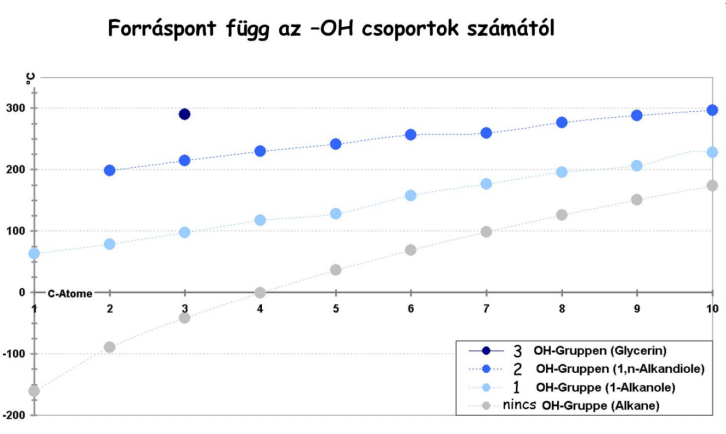 Forráspont függ az –OH csoportok számától
°C
300
200
100
0
C-Atome
1 2 3 4 5 6 7 8 9 10
-100
-200
3 OH-Gruppen (Glycerin)
2 OH-Gruppen (1,n-Alkandiole)
1 OH-Gruppe (1-Alkanole)
nincs OH-Gruppe (Alkane)